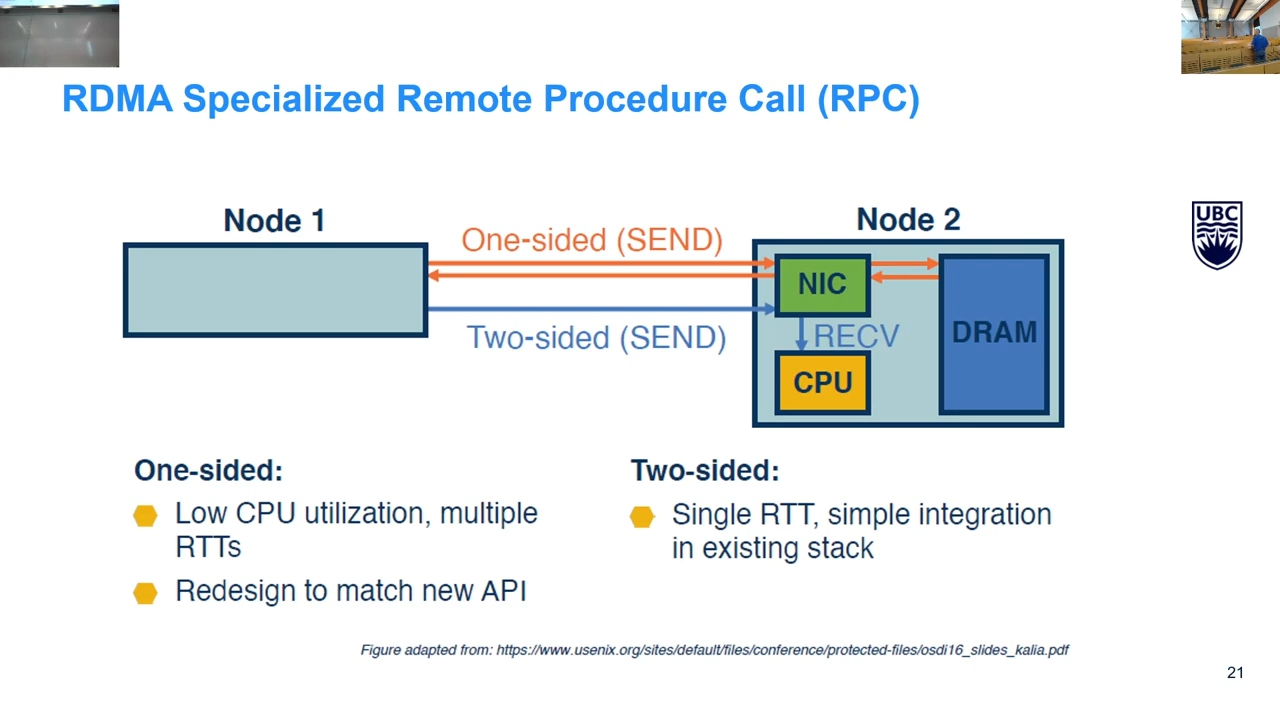 RDMA Specialized Remote Procedure Call (RPC)
Node 1
Node 2
One-sided (SEND)
NIC
UBC
Two-sided (SEND)
RECV
DRAM
CPU
One-sided:
Low CPU utilization, multiple
RTTs
Redesign to match new API
Two-sided:
Single RTT, simple integration
in existing stack
Figure adapted from: https://www.usenix.org/sites/default/files/conference/protected-files/osdi16_slides_kalia.pdf
21